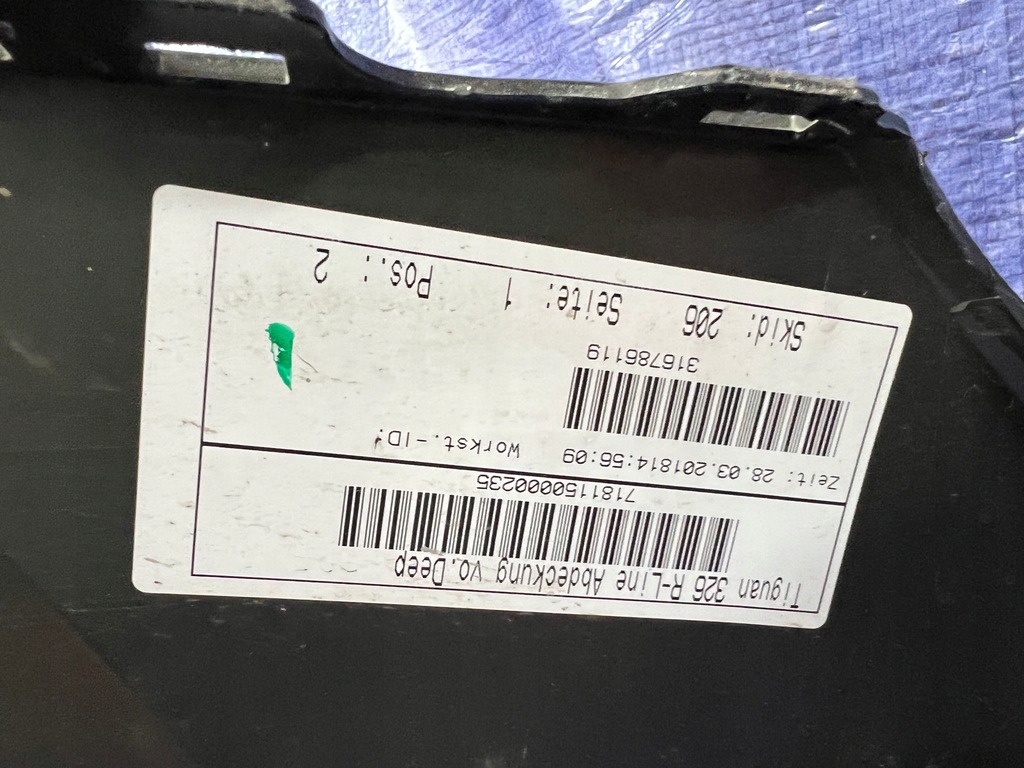 Tiguan 326 R-Line Abdeckung vo.Deep
7181150000235
Zeit: 28.03.201814:56:09 Workst.-ID:
316786119
Skid: 206 Seite: 1 Pos.: 2